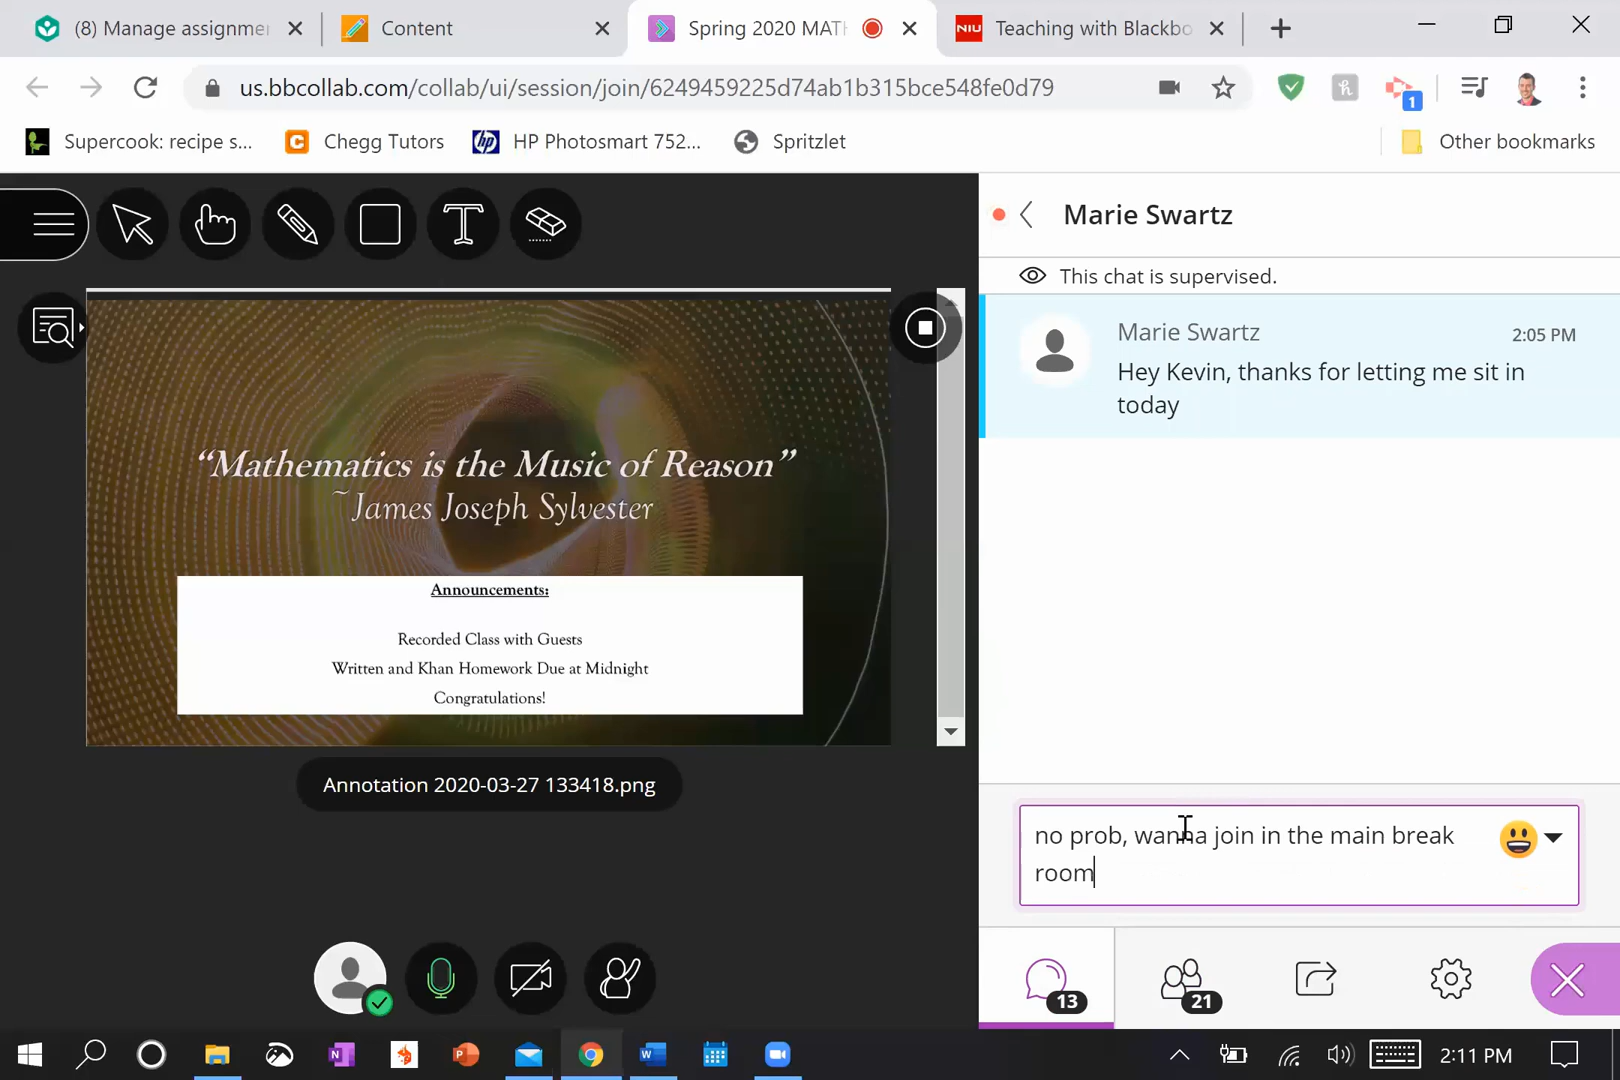 (8) Manage assignme
Content
Spring 2020 MAT
NIU
Teaching with Blackbo
us.bbcollab.com/collab/ui/session/join/6249459225d74ab1b315bce548fe0d79
h
1
Supercook: recipe s...
C
Chegg Tutors
hp
HP Photosmart 752...
Spritzlet
Other bookmarks
T
Marie Swartz
This chat is supervised.
Marie Swartz
2:05 PM
Hey Kevin, thanks for letting me sit in
today
“Mathematics is the Music of Reason”
~James Joseph Sylvester
Announcements:
Recorded Class with Guests
Written and Khan Homework Due at Midnight
Congratulations!
Annotation 2020-03-27 133418.png
no prob, wanna join in the main break
room
13
21
N
P
W
2:11 PM